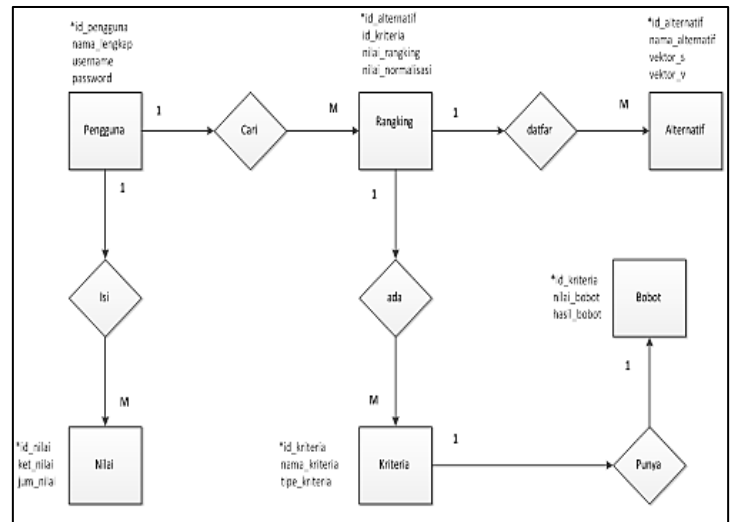 *id_pengguna
nama_lengkap
username
password
*id_alternatif
id_kriteria
nilai_rangking
nilai_normalisasi
*id_alternatif
nama_alternatif
vektor_s
vektor_v
Pengguna
1
Cari
M
Rangking
1
datfar
M
Alternatif
1
1
Isi
ada
*id_kriteria
nilai_bobot
hasil_bobot
Bobot
1
M
M
*id_nilai
ket_nilai
jum_nilai
Nilai
*id_kriteria
nama_kriteria
tipe_kriteria
Kriteria
1
Punya